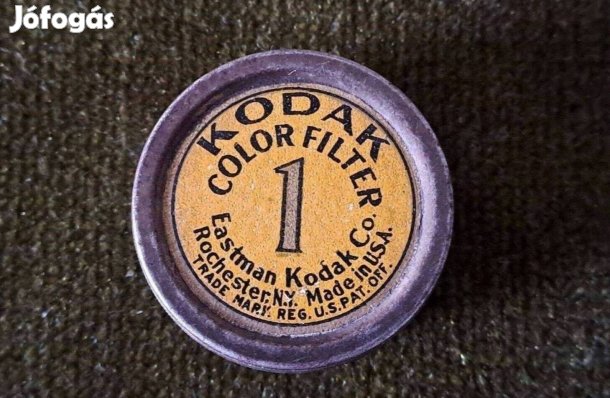 Jófogás
KODAK
COLOR FILTER
1
Eastman Kodak Co.
Rochester, N.Y. Made in U.S.A.
TRADE MARK REG. U.S. PAT. OFF.